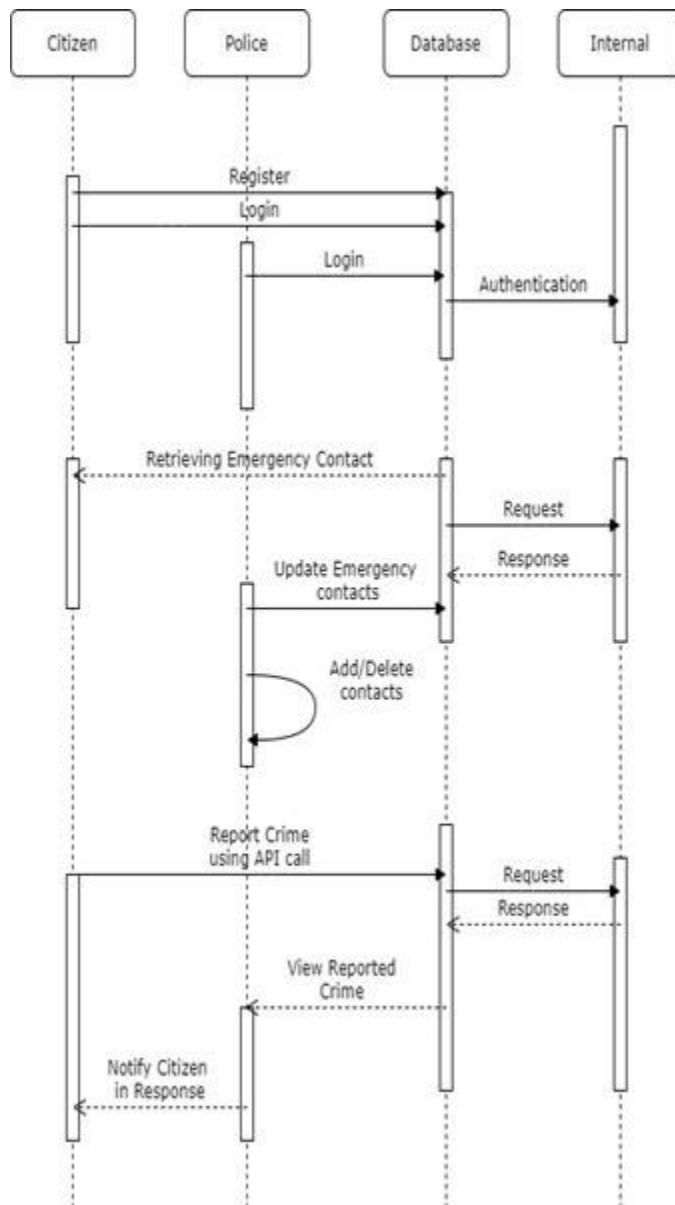 Citizen
Police
Database
Internal
Register
Login
Login
Authentication
Retrieving Emergency Contact
Request
Response
Update Emergency
contacts
Add/Delete
contacts
Report Crime
using API call
Request
Response
View Reported
Crime
Notify Citizen
in Response